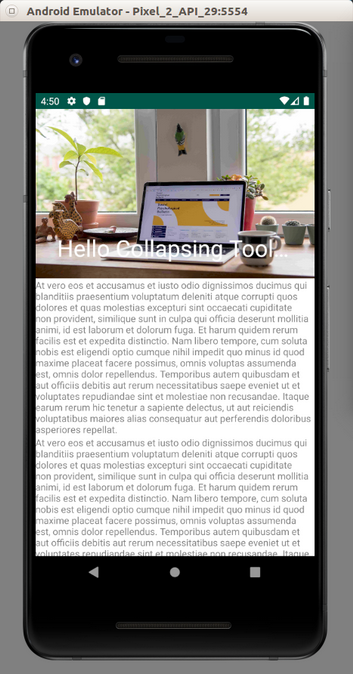 Android Emulator - Pixel_2_API_29:5554
4:50
Hello Collapsing Tool...
At vero eos et accusamus et iusto odio dignissimos ducimus qui
blanditiis praesentium voluptatum deleniti atque corrupti quos
dolores et quas molestias excepturi sint occaecati cupiditate
non provident, similique sunt in culpa qui officia deserunt mollitia
animi, id est laborum et dolorum fuga. Et harum quidem rerum
facilis est et expedita distinctio. Nam libero tempore, cum soluta
nobis est eligendi optio cumque nihil impedit quo minus id quod
maxime placeat facere possimus, omnis voluptas assumenda
est, omnis dolor repellendus. Temporibus autem quibusdam et
aut officiis debitis aut rerum necessitatibus saepe eveniet ut et
voluptates repudiandae sint et molestiae non recusandae. Itaque
earum rerum hic tenetur a sapiente delectus, ut aut reiciendis
voluptatibus maiores alias consequatur aut perferendis doloribus
asperiores repellat.
At vero eos et accusamus et iusto odio dignissimos ducimus qui
blanditiis praesentium voluptatum deleniti atque corrupti quos
dolores et quas molestias excepturi sint occaecati cupiditate
non provident, similique sunt in culpa qui officia deserunt mollitia
animi, id est laborum et dolorum fuga. Et harum quidem rerum
facilis est et expedita distinctio. Nam libero tempore, cum soluta
nobis est eligendi optio cumque nihil impedit quo minus id quod
maxime placeat facere possimus, omnis voluptas assumenda
est, omnis dolor repellendus. Temporibus autem quibusdam et
aut officiis debitis aut rerum necessitatibus saepe eveniet ut et
voluptates repudiandae sint et molestiae non recusandae. Itaque